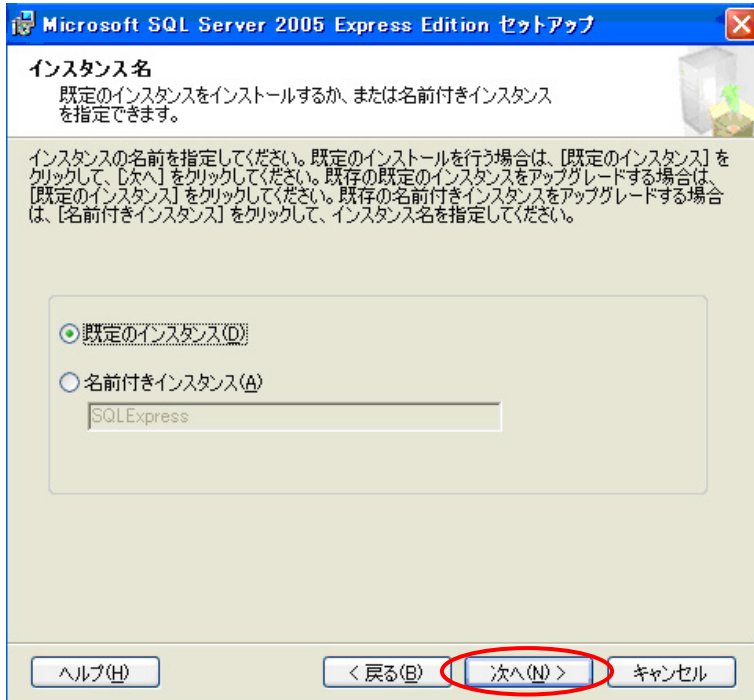 Microsoft SQL Server 2005 Express Edition セットアップ
インスタンス名
既定のインスタンスをインストールするか、または名前付きインスタンス
を指定できます。
インスタンスの名前を指定してください。既定のインストールを行う場合は、[既定のインスタンス] を
クリックして、[次へ] をクリックしてください。既存の既定のインスタンスをアップグレードする場合は、
[既定のインスタンス] をクリックしてください。既存の名前付きインスタンスをアップグレードする場合
は、[名前付きインスタンス] をクリックして、インスタンス名を指定してください。
既定のインスタンス(D)
名前付きインスタンス(A)
SQLExpress
ヘルプ(H) < 戻る(B) 次へ(N) > キャンセル